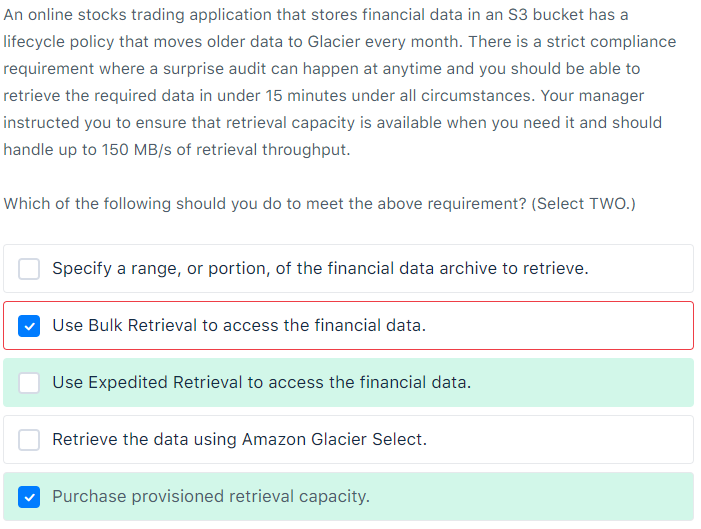 An online stocks trading application that stores financial data in an S3 bucket has a
lifecycle policy that moves older data to Glacier every month. There is a strict compliance
requirement where a surprise audit can happen at anytime and you should be able to
retrieve the required data in under 15 minutes under all circumstances. Your manager
instructed you to ensure that retrieval capacity is available when you need it and should
handle up to 150 MB/s of retrieval throughput.
Which of the following should you do to meet the above requirement? (Select TWO.)
Specify a range, or portion, of the financial data archive to retrieve.
Use Bulk Retrieval to access the financial data.
Use Expedited Retrieval to access the financial data.
Retrieve the data using Amazon Glacier Select.
Purchase provisioned retrieval capacity.